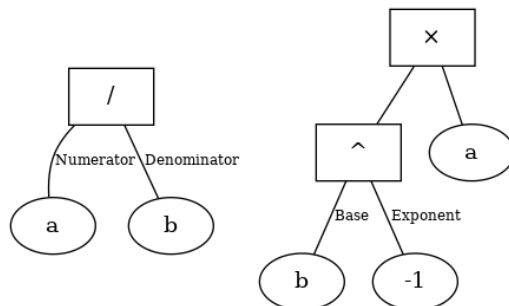 /
Numerator Denominator
a b
×
^ a
Base Exponent
b -1